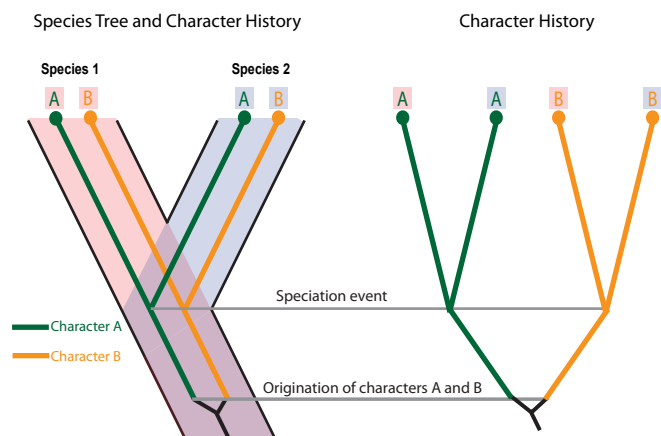 Species Tree and Character History
Character History
Species 1
Species 2
A
B
A
B
A
A
B
B
Speciation event
Character A
Character B
Origination of characters A and B